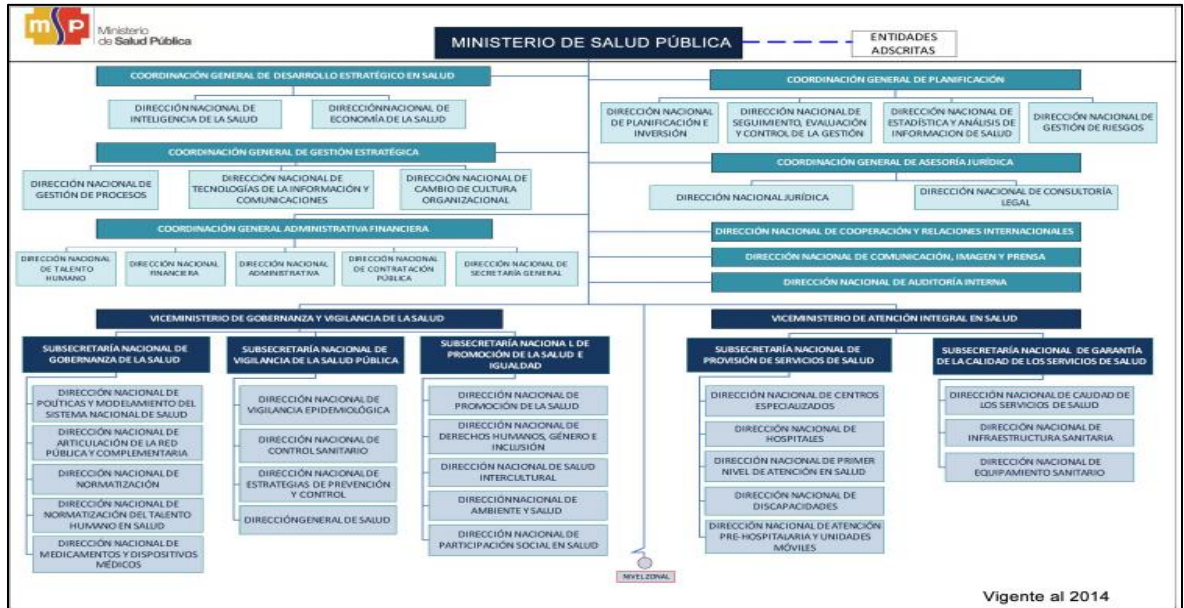 msp
Ministerio
de Salud Pública
MINISTERIO DE SALUD PÚBLICA
ENTIDADES
ADSCRITAS
COORDINACIÓN GENERAL DE DESARROLLO ESTRATÉGICO EN SALUD
DIRECCIÓN NACIONAL DE
INTELIGENCIA DE LA SALUD
DIRECCIÓNNACIONAL DE
ECONOMÍA DE LA SALUD
COORDINACIÓN GENERAL DE GESTIÓN ESTRATÉGICA
DIRECCIÓN NACIONAL DE
GESTIÓN DE PROCESOS
DIRECCIÓN NACIONAL DE
TECNOLOGÍAS DE LA INFORMACIÓN Y
COMUNICACIONES
DIRECCIÓN NACIONAL DE
CAMBIO DE CULTURA
ORGANIZACIONAL
COORDINACIÓN GENERAL ADMINISTRATIVA FINANCIERA
DIRECCIÓN NACIONAL
DE TALENTO
HUMANO
DIRECCIÓN NACIONAL
FINANCIERA
DIRECCIÓN NACIONAL
ADMINISTRATIVA
DIRECCIÓN NACIONAL
DE CONTRATACIÓN
PÚBLICA
DIRECCIÓN NACIONAL DE
SECRETARÍA GENERAL
COORDINACIÓN GENERAL DE PLANIFICACIÓN
DIRECCIÓN NACIONAL
DE PLANIFICACIÓN E
INVERSIÓN
DIRECCIÓN NACIONAL DE
SEGUIMIENTO, EVALUACIÓN
Y CONTROL DE LA GESTIÓN
DIRECCIÓN NACIONAL DE
ESTADÍSTICA Y ANÁLISIS DE
INFORMACION DE SALUD
DIRECCIÓN NACIONAL DE
GESTIÓN DE RIESGOS
COORDINACIÓN GENERAL DE ASESORÍA JURÍDICA
DIRECCIÓN NACIONAL JURÍDICA
DIRECCIÓN NACIONAL DE CONSULTORÍA
LEGAL
DIRECCIÓN NACIONAL DE COOPERACIÓN Y RELACIONES INTERNACIONALES
DIRECCIÓN NACIONAL DE COMUNICACIÓN, IMAGEN Y PRENSA
DIRECCIÓN NACIONAL DE AUDITORÍA INTERNA
VICEMINISTERIO DE GOBERNANZA Y VIGILANCIA DE LA SALUD
SUBSECRETARÍA NACIONAL DE
GOBERNANZA DE LA SALUD
DIRECCIÓN NACIONAL DE
POLÍTICAS Y MODELAMIENTO DEL
SISTEMA NACIONAL DE SALUD
DIRECCIÓN NACIONAL DE
ARTICULACIÓN DE LA RED
PÚBLICA Y COMPLEMENTARIA
DIRECCIÓN NACIONAL DE
NORMATIZACIÓN
DIRECCIÓN NACIONAL DE
NORMATIZACIÓN DEL TALENTO
HUMANO EN SALUD
DIRECCIÓN NACIONAL DE
MEDICAMENTOS Y DISPOSITIVOS
MÉDICOS
SUBSECRETARÍA NACIONAL DE
VIGILANCIA DE LA SALUD PÚBLICA
DIRECCIÓN NACIONAL DE
VIGILANCIA EPIDEMIOLÓGICA
DIRECCIÓN NACIONAL DE
CONTROL SANITARIO
DIRECCIÓN NACIONAL DE
ESTRATEGIAS DE PREVENCIÓN
Y CONTROL
DIRECCIÓN GENERAL DE SALUD
SUBSECRETARÍA NACIONA L DE
PROMOCIÓN DE LA SALUD E
IGUALDAD
DIRECCIÓN NACIONAL DE
PROMOCIÓN DE LA SALUD
DIRECCIÓN NACIONAL DE
DERECHOS HUMANOS, GÉNERO E
INCLUSIÓN
DIRECCIÓN NACIONAL DE SALUD
INTERCULTURAL
DIRECCIÓNNACIONAL DE
AMBIENTE Y SALUD
DIRECCIÓN NACIONAL DE
PARTICIPACIÓN SOCIAL EN SALUD
VICEMINISTERIO DE ATENCIÓN INTEGRAL EN SALUD
SUBSECRETARÍA NACIONAL DE
PROVISIÓN DE SERVICIOS DE SALUD
DIRECCIÓN NACIONAL DE CENTROS
ESPECIALIZADOS
DIRECCIÓN NACIONAL DE
HOSPITALES
DIRECCIÓN NACIONAL DE PRIMER
NIVEL DE ATENCIÓN EN SALUD
DIRECCIÓN NACIONAL DE
DISCAPACIDADES
DIRECCIÓN NACIONAL DE ATENCIÓN
PRE-HOSPITALARIA Y UNIDADES
MÓVILES
SUBSECRETARÍA NACIONAL DE GARANTÍA
DE LA CALIDAD DE LOS SERVICIOS DE SALUD
DIRECCIÓN NACIONAL DE CALIDAD DE
LOS SERVICIOS DE SALUD
DIRECCIÓN NACIONAL DE
INFRAESTRUCTURA SANITARIA
DIRECCIÓN NACIONAL DE
EQUIPAMIENTO SANITARIO
NIVEL ZONAL
Vigente al 2014